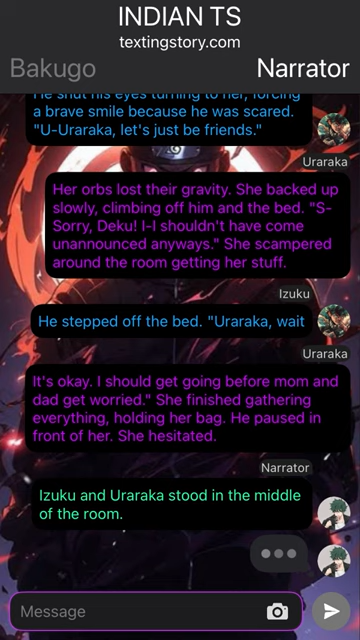 INDIAN TS
textingstory.com
Bakugo
Narrator
He shut his eyes turning to her, forcing
a brave smile because he was scared.
"U-Uraraka, let's just be friends."
Uraraka
Her orbs lost their gravity. She backed up
slowly, climbing off him and the bed. "S-
Sorry, Deku! I-I shouldn't have come
unannounced anyways." She scampered
around the room getting her stuff.
Izuku
He stepped off the bed. "Uraraka, wait
Uraraka
It's okay. I should get going before mom and
dad get worried." She finished gathering
everything, holding her bag. He paused in
front of her. She hesitated.
Narrator
Izuku and Uraraka stood in the middle
of the room.
Message